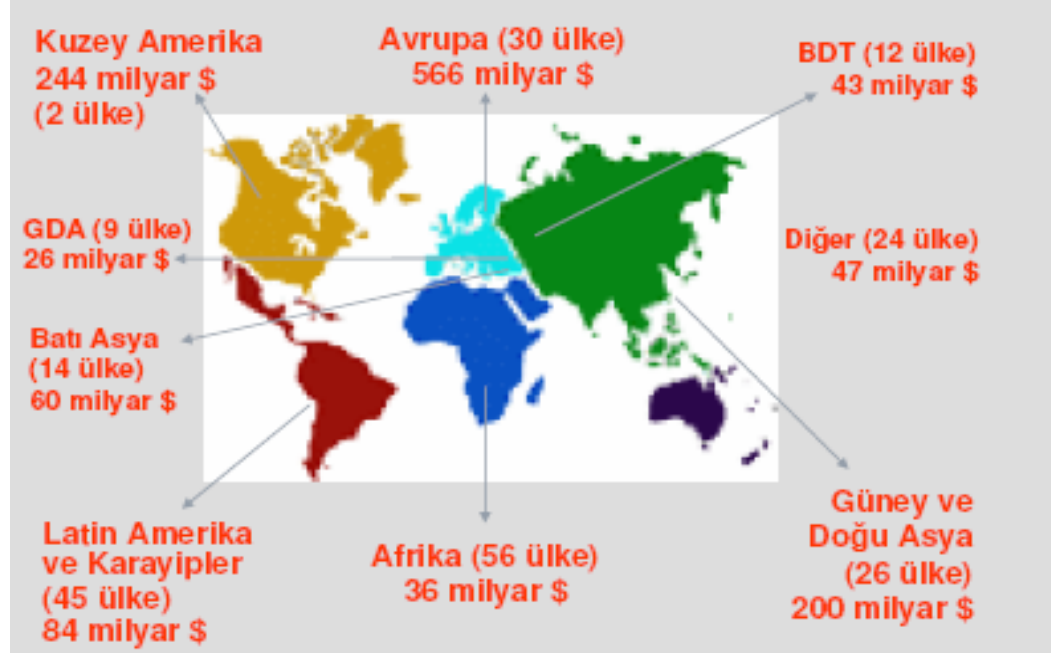 Kuzey Amerika
244 milyar $
(2 ülke)
Avrupa (30 ülke)
566 milyar $
BDT (12 ülke)
43 milyar $
GDA (9 ülke)
26 milyar $
Diğer (24 ülke)
47 milyar $
Batı Asya
(14 ülke)
60 milyar $
Latin Amerika
ve Karayipler
(45 ülke)
84 milyar $
Afrika (56 ülke)
36 milyar $
Güney ve
Doğu Asya
(26 ülke)
200 milyar $